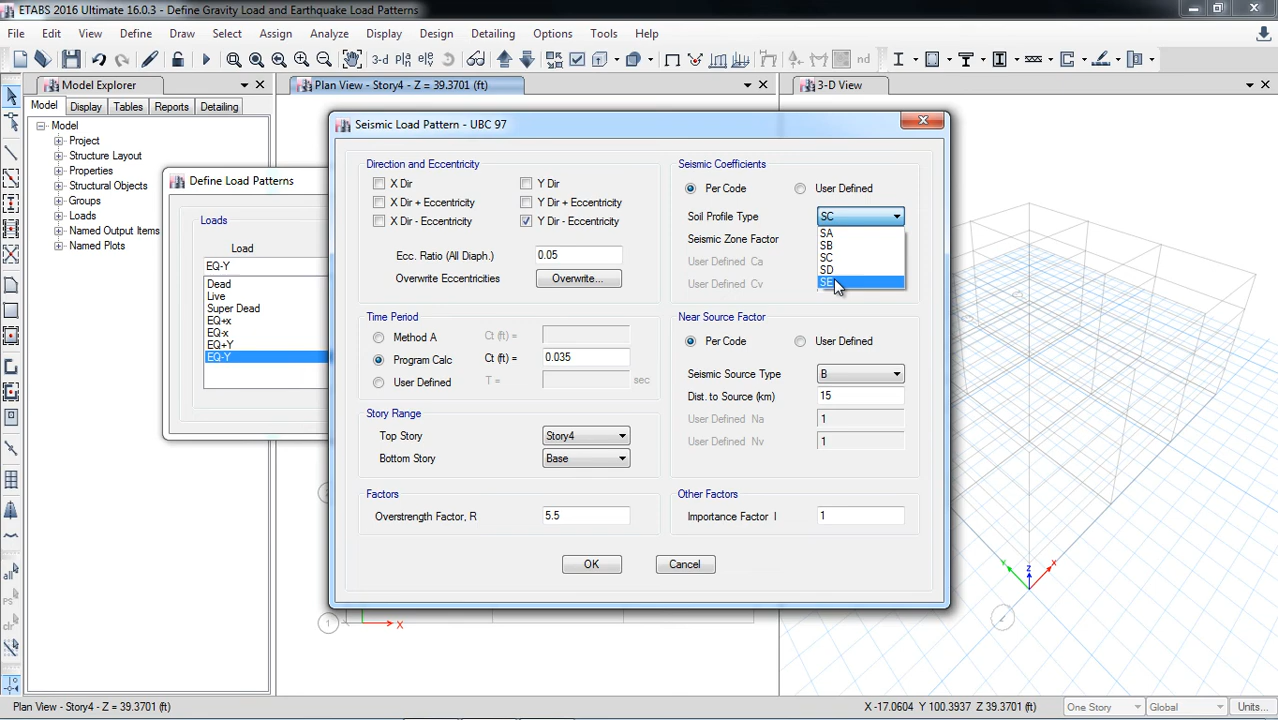 ETABS 2016 Ultimate 16.0.3 - Define Gravity Load and Earthquake Load Patterns
File Edit View Define Draw Select Assign Analyze Display Design Detailing Options Tools Help
3-d pla ele nd
Model Explorer
Plan View - Story4 - Z = 39.3701 (ft)
3-D View
Model Display Tables Reports Detailing
Model
Project
Structure Layout
Properties
Structural Objects
Groups
Loads
Named Output Items
Named Plots
Define Load Patterns
Loads
Load
EQ-Y
Dead
Live
Super Dead
EQ+x
EQ-x
EQ+Y
EQ-Y
Seismic Load Pattern - UBC 97
Direction and Eccentricity
X Dir Y Dir
X Dir + Eccentricity Y Dir + Eccentricity
X Dir - Eccentricity Y Dir - Eccentricity
Ecc. Ratio (All Diaph.) 0.05
Overwrite Eccentricities Overwrite...
Time Period
Method A Ct (ft) =
Program Calc Ct (ft) = 0.035
User Defined T = sec
Story Range
Top Story Story4
Bottom Story Base
Factors
Overstrength Factor, R 5.5
Seismic Coefficients
Per Code User Defined
Soil Profile Type SC
SA
SB
SC
SD
SE
Seismic Zone Factor
User Defined Ca
User Defined Cv
Near Source Factor
Per Code User Defined
Seismic Source Type B
Dist. to Source (km) 15
User Defined Na 1
User Defined Nv 1
Other Factors
Importance Factor I 1
OK Cancel
all
PS
clr
1 X
Y Z X
2
Plan View - Story4 - Z = 39.3701 (ft)
X -17.0604 Y 100.3937 Z 39.3701 (ft)
One Story Global Units...